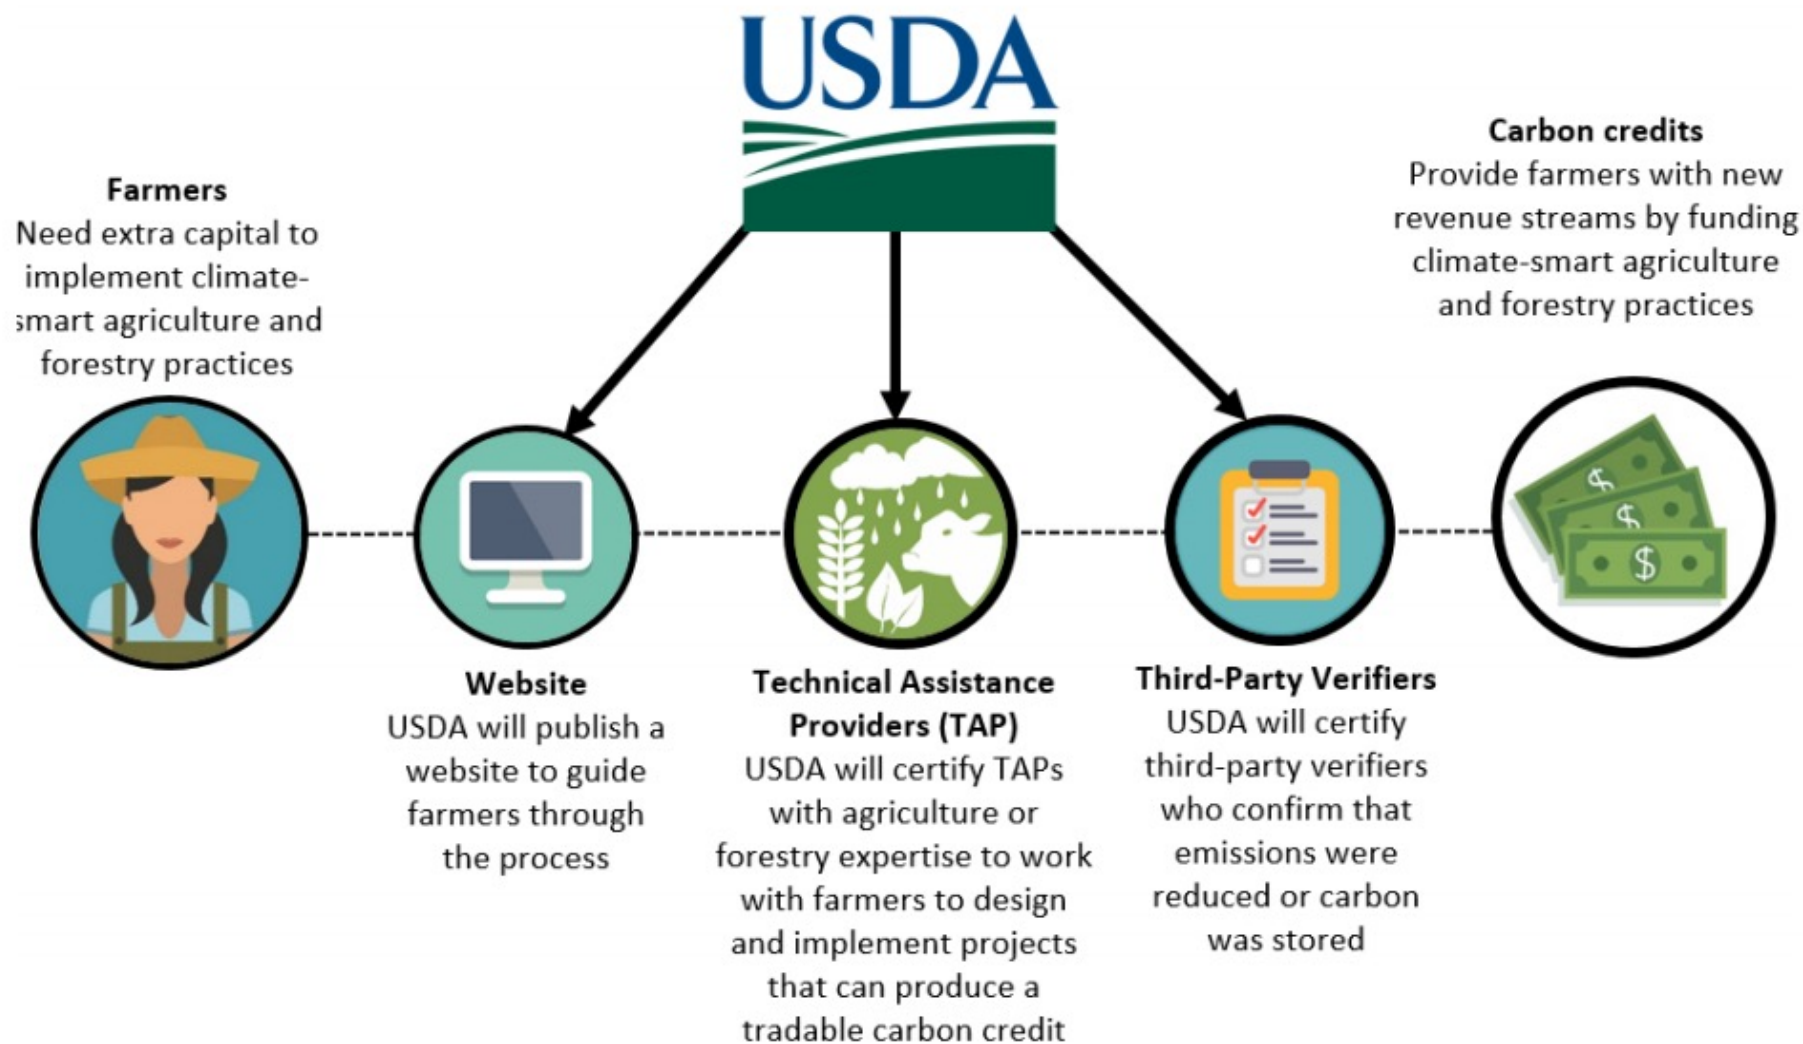 USDA
Farmers
Need extra capital to
implement climate-
smart agriculture and
forestry practices
Carbon credits
Provide farmers with new
revenue streams by funding
climate-smart agriculture
and forestry practices
$
$
$
Website
USDA will publish a
website to guide
farmers through
the process
Technical Assistance
Providers (TAP)
USDA will certify TAPs
with agriculture or
forestry expertise to work
with farmers to design
and implement projects
that can produce a
tradable carbon credit
Third-Party Verifiers
USDA will certify
third-party verifiers
who confirm that
emissions were
reduced or carbon
was stored